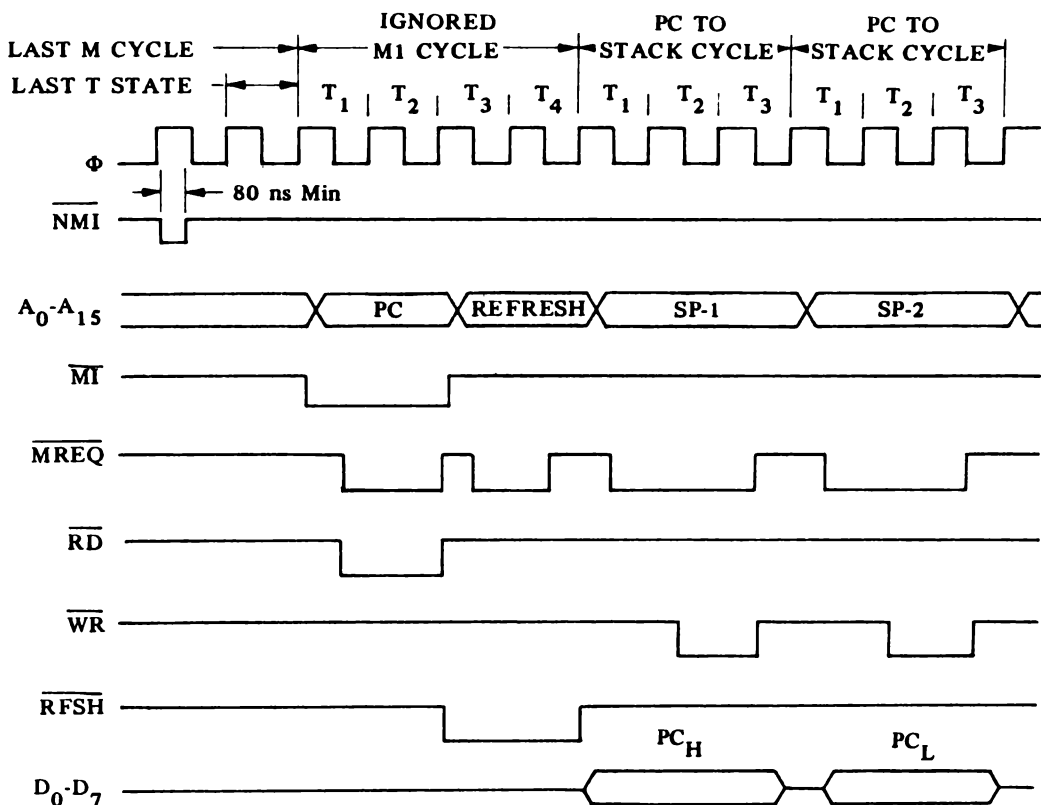 IGNORED PC TO PC TO
LAST M CYCLE M1 CYCLE STACK CYCLE STACK CYCLE
LAST T STATE T1 T2 T3 T4 T1 T2 T3 T1 T2 T3
Φ
80 ns Min
NMI
A0-A15 PC REFRESH SP-1 SP-2
MI
MREQ
RD
WR
RFSH
PCH PCL
D0-D7